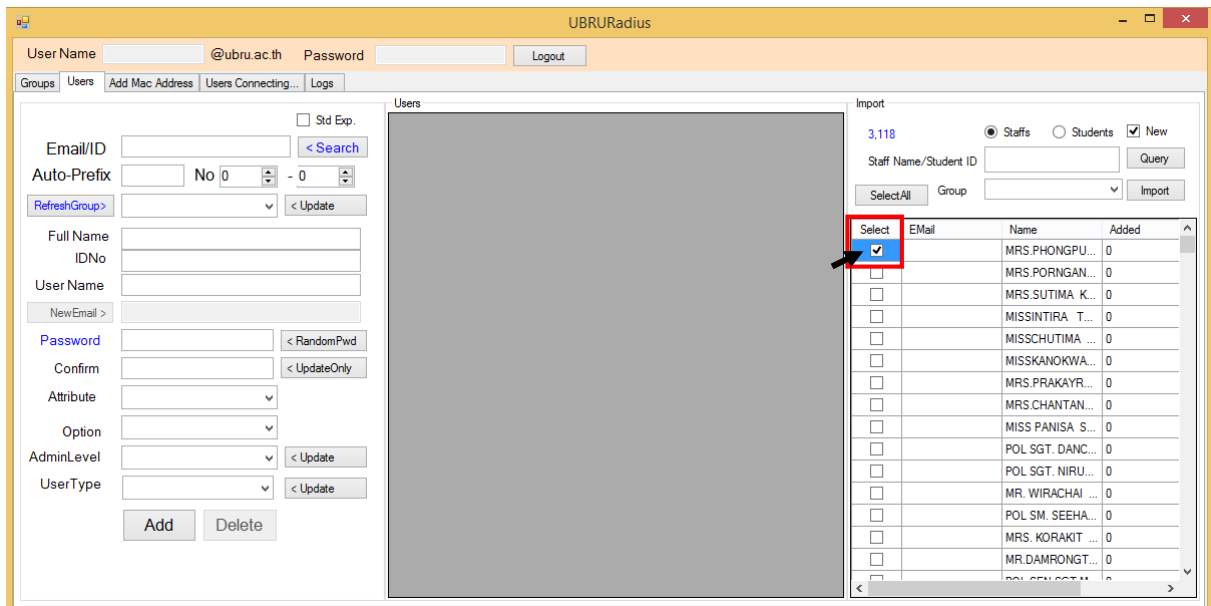 UBRURadius
User Name @ubru.ac.th Password Logout
Groups Users Add Mac Address Users Connecting... Logs
Std Exp.
Email/ID < Search
Auto-Prefix No 0 - 0
RefreshGroup> < Update
Full Name
IDNo
User Name
NewEmail >
Password < RandomPwd
Confirm < UpdateOnly
Attribute
Option
AdminLevel < Update
UserType < Update
Add Delete
Users
Import
3,118 Staffs Students New
Staff Name/Student ID Query
SelectAll Group Import
Select EMail Name Added
MRS.PHONGPU... 0
MRS.PORNGAN... 0
MRS.SUTIMA K... 0
MISSINTIRA T... 0
MISSCHUTIMA ... 0
MISSKANOKWA... 0
MRS.PRAKAYR... 0
MRS.CHANTAN... 0
MISS PANISA S... 0
POL SGT. DANC... 0
POL SGT. NIRU... 0
MR. WIRACHAI ... 0
POL SM. SEEHA... 0
MRS. KORAKIT ... 0
MR.DAMRONGT... 0